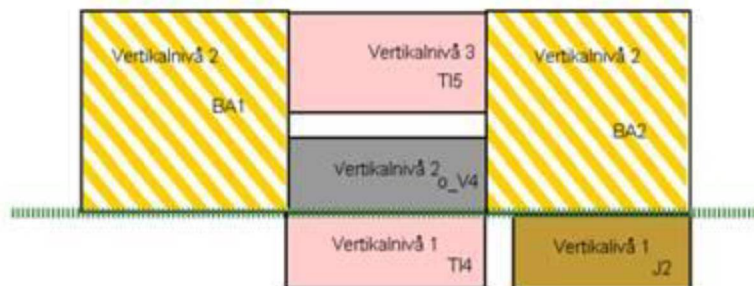 Vertikalnivå 2
BA1
Vertikalnivå 3
TI5
Vertikalnivå 2
BA2
Vertikalnivå 2
o_V4
Vertikalnivå 1
TI4
Vertikalivå 1
J2